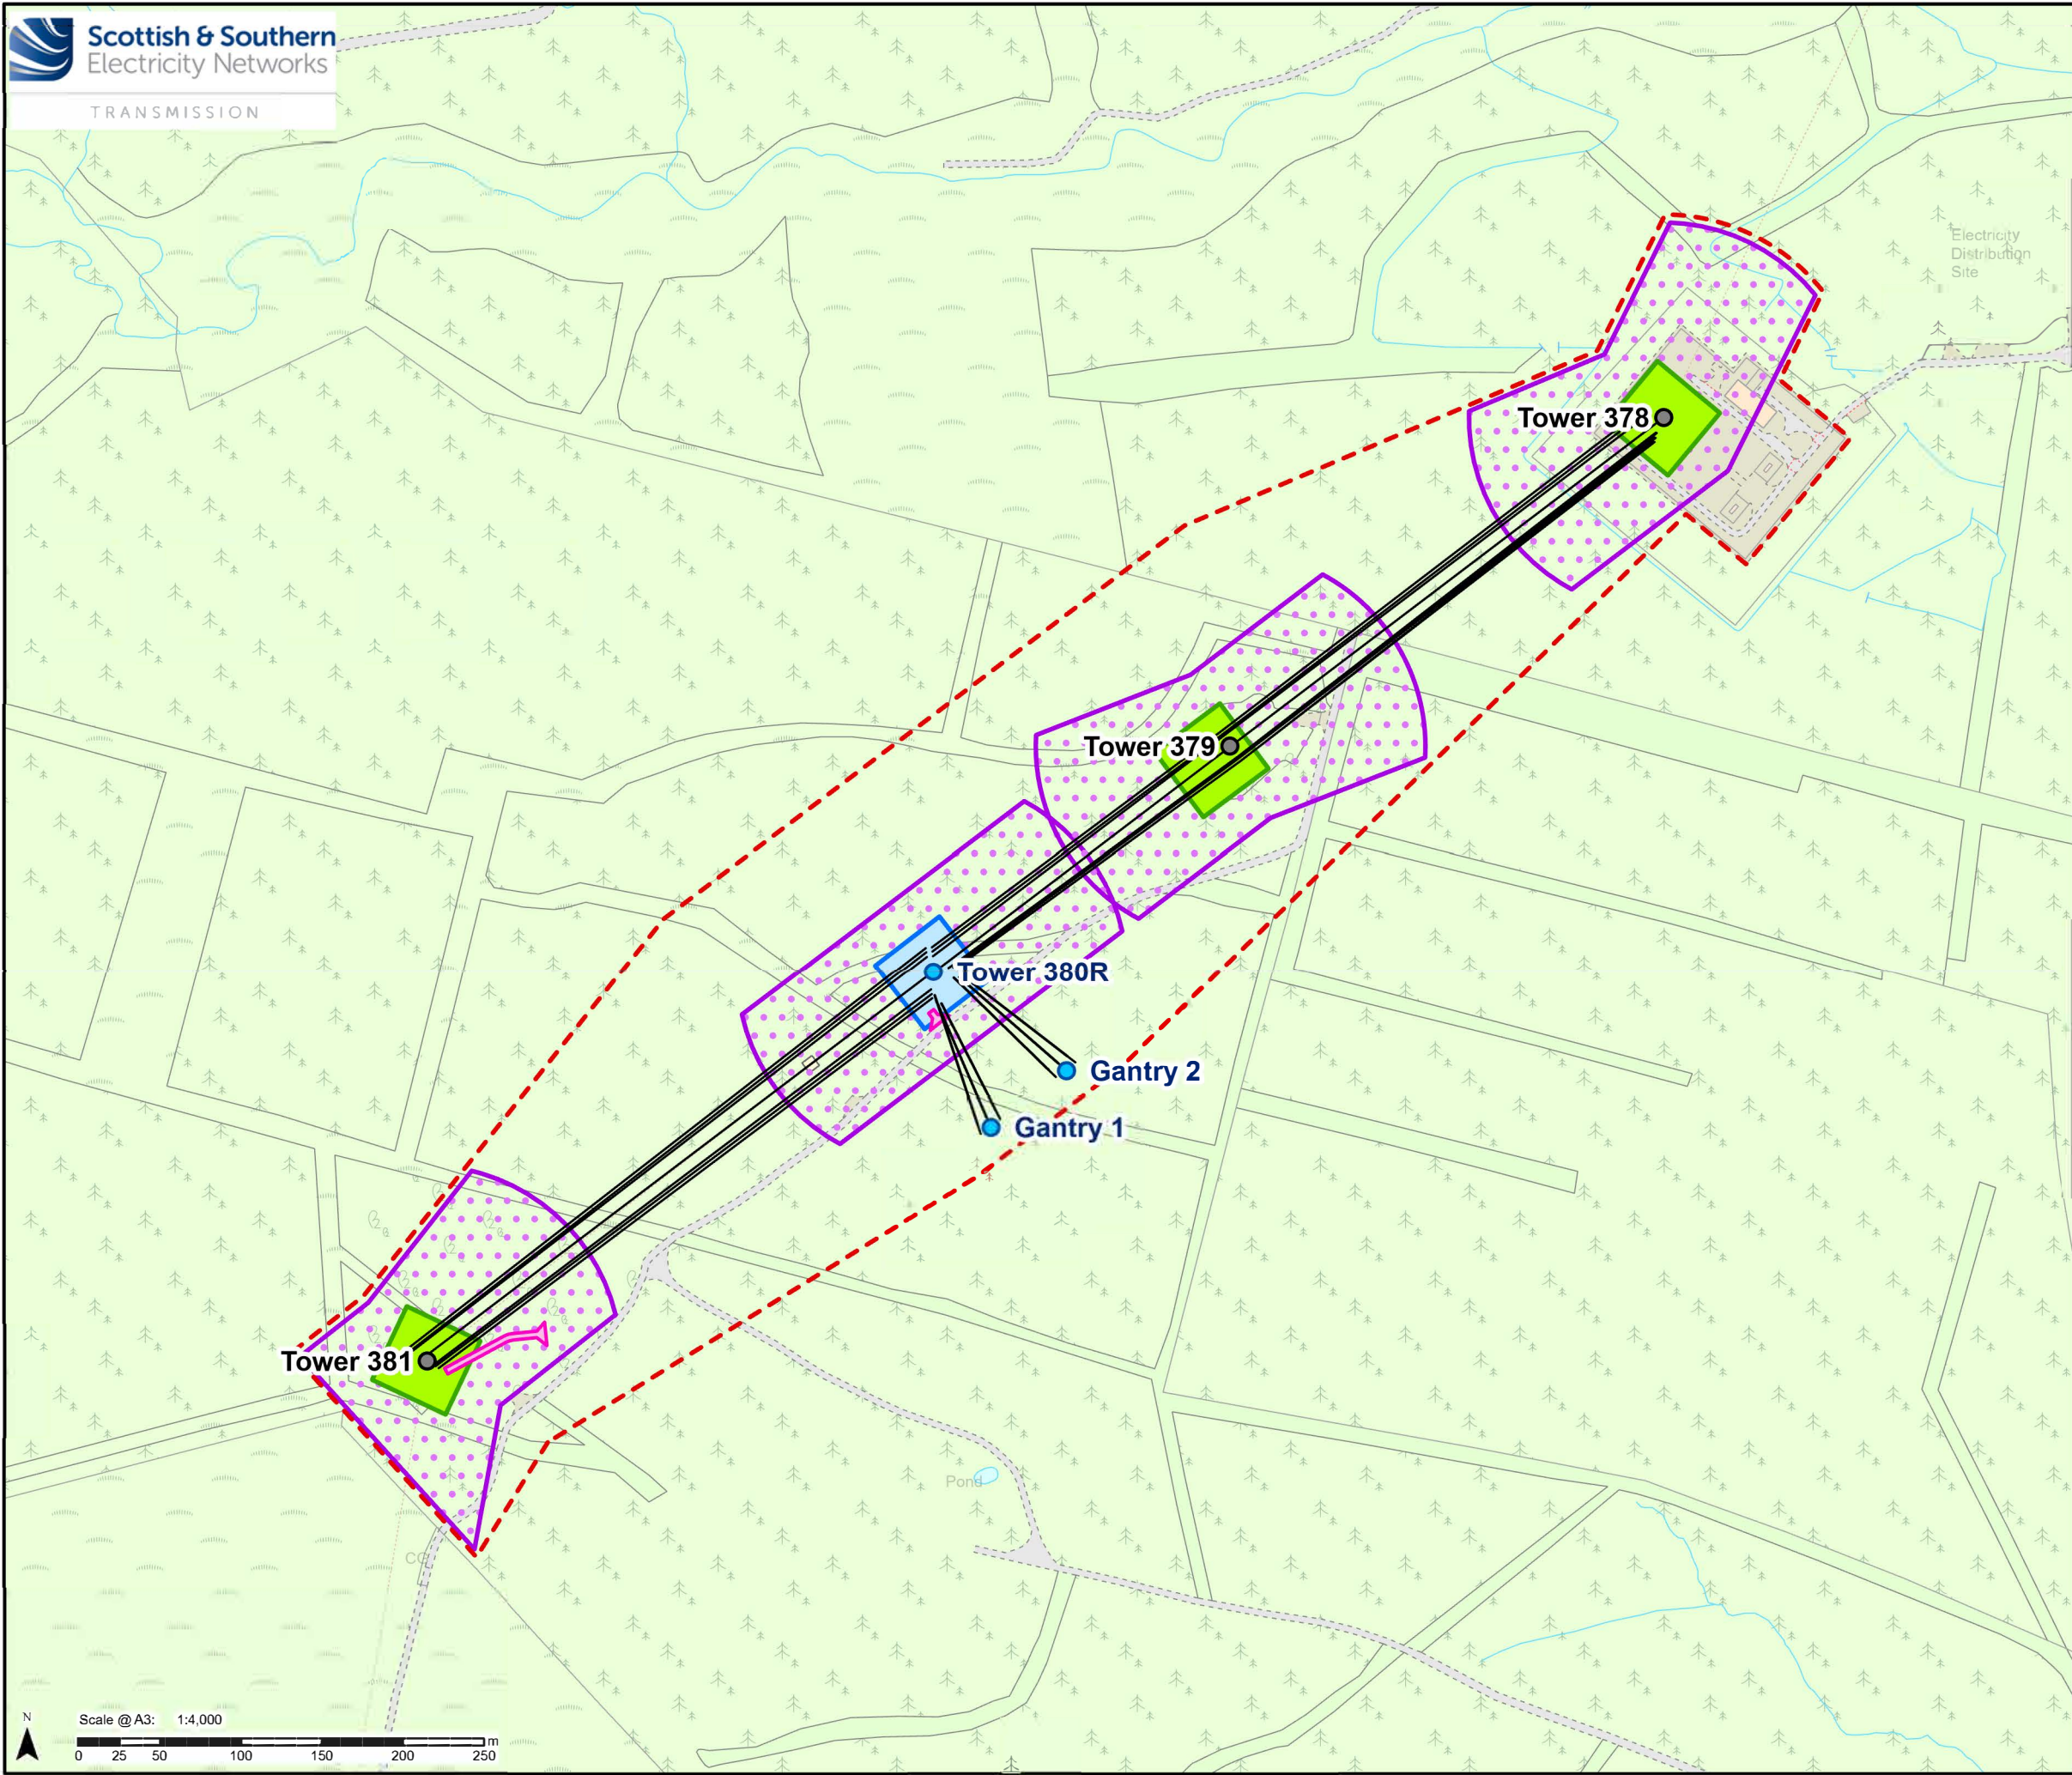 Scottish & Southern
Electricity Networks
TRANSMISSION
Electricity
Distribution
Site
Tower 378
Tower 379
Tower 380R
Gantry 2
Gantry 1
Tower 381
Pond
CG
N
Scale @ A3: 1:4,000
0 25 50 100 150 200 250 m